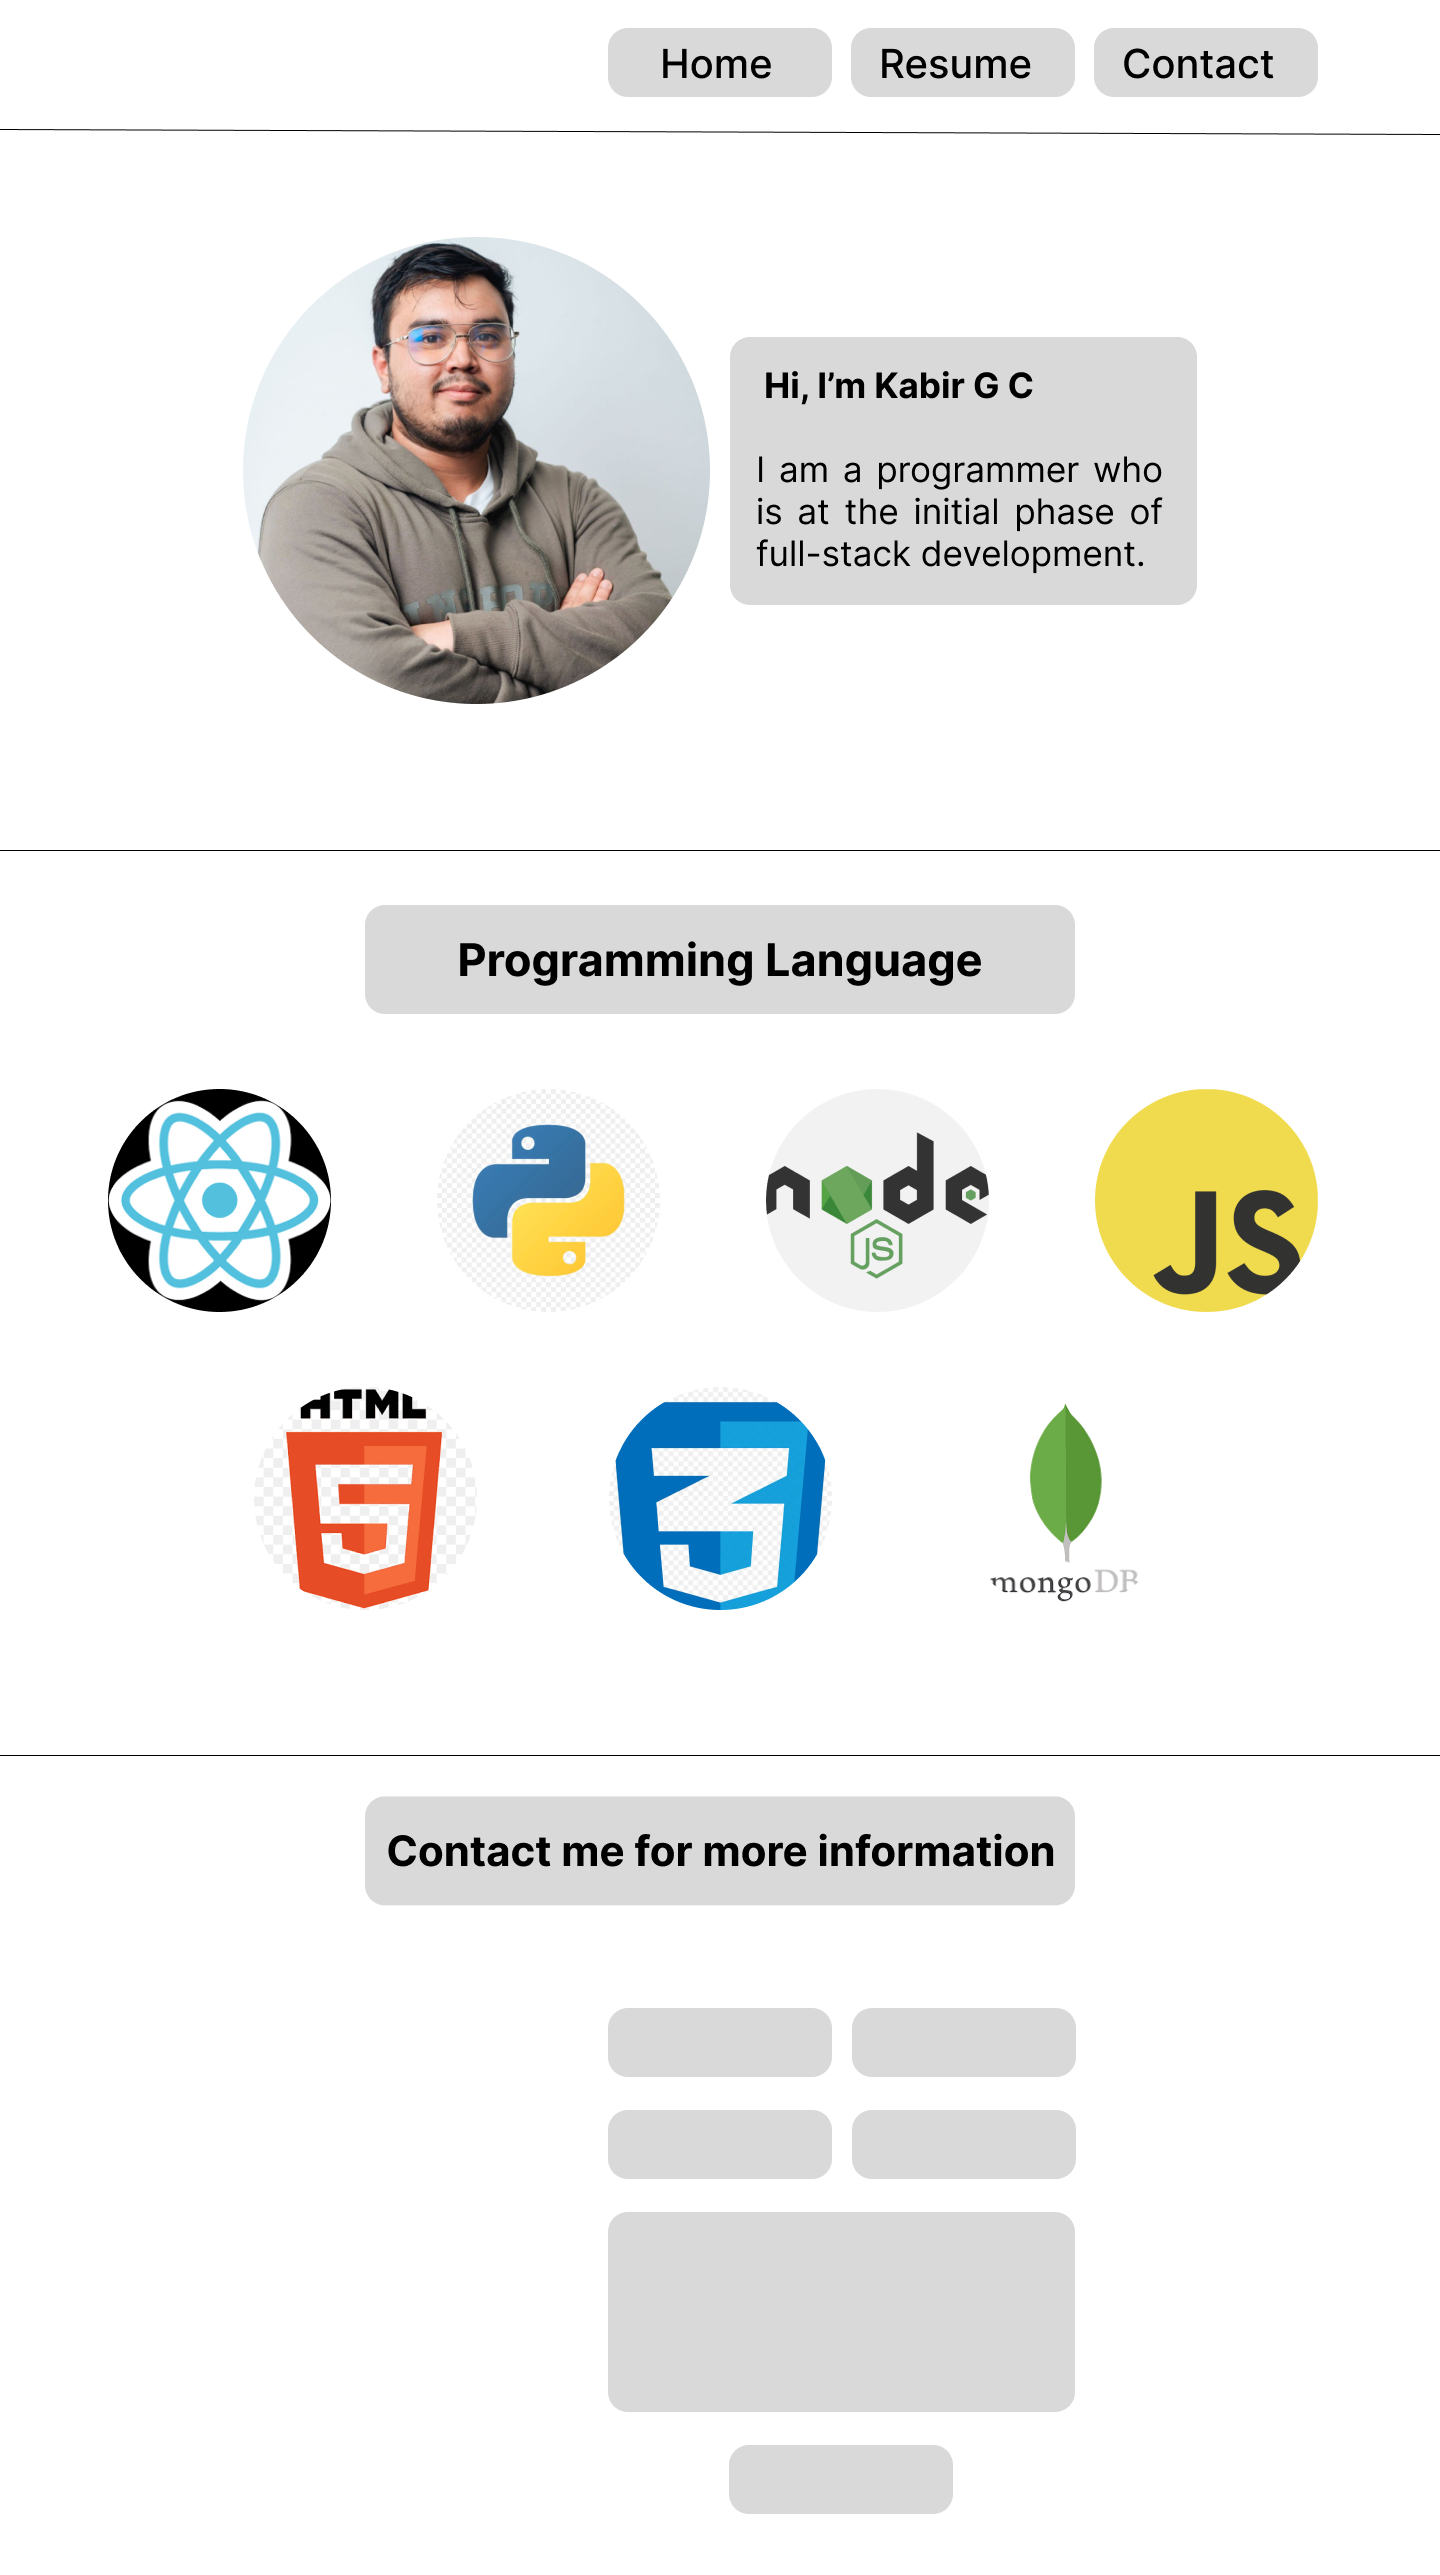 Home Resume Contact
Hi, I’m Kabir G C
I am a programmer who
is at the initial phase of
full-stack development.
Programming Language
node
JS
JS
HTML
5
3
mongoDB
Contact me for more information